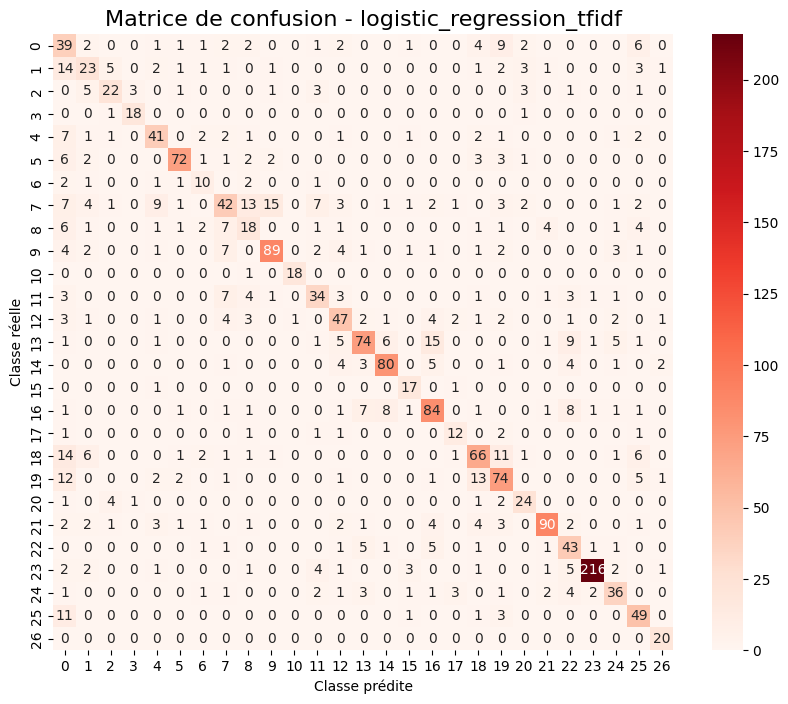 Matrice de confusion - logistic_regression_tfidf
0 39 2 0 0 1 1 1 2 2 0 0 1 2 0 0 1 0 0 4 9 2 0 0 0 0 6 0
1 14 23 5 0 2 1 1 1 0 1 0 0 0 0 0 0 0 0 1 2 3 1 0 0 0 3 1
2 0 5 22 3 0 1 0 0 0 1 0 3 0 0 0 0 0 0 0 0 3 0 1 0 0 1 0
3 0 0 1 18 0 0 0 0 0 0 0 0 0 0 0 0 0 0 0 0 1 0 0 0 0 0 0
4 7 1 1 0 41 0 2 2 1 0 0 0 1 0 0 1 0 0 2 1 0 0 0 0 1 2 0
5 6 2 0 0 0 72 1 1 2 2 0 0 0 0 0 0 0 0 3 3 1 0 0 0 0 0 0
6 2 1 0 0 1 1 10 0 2 0 0 1 0 0 0 0 0 0 0 0 0 0 0 0 0 0 0
7 7 4 1 0 9 1 0 42 13 15 0 7 3 0 1 1 2 1 0 3 2 0 0 0 1 2 0
8 6 1 0 0 1 1 2 7 18 0 0 1 1 0 0 0 0 0 1 0 0 4 0 0 1 4 0
9 4 2 0 0 1 0 0 7 0 89 0 2 4 1 0 1 1 0 1 2 0 0 0 0 3 1 0
10 0 0 0 0 0 0 0 0 1 0 18 0 0 0 0 0 0 0 0 0 0 0 0 0 0 0 0
11 3 0 0 0 0 0 0 7 4 1 0 34 3 0 0 0 0 0 1 0 0 1 3 1 1 0 0
12 3 1 0 0 1 0 0 4 3 0 1 0 47 2 1 0 4 2 1 2 0 0 1 0 2 0 1
13 1 0 0 0 0 1 0 0 0 0 0 1 5 74 6 0 15 0 0 0 0 1 9 1 5 1 0
14 0 0 0 0 0 0 0 1 0 0 0 0 4 3 80 0 5 0 0 1 0 0 4 0 1 0 2
15 0 0 0 0 0 0 0 0 0 0 0 0 0 0 1 17 0 1 0 0 0 0 0 0 0 0 0
16 1 0 0 0 1 0 1 1 0 0 0 0 0 7 8 1 84 0 1 0 0 1 8 1 1 1 0
17 1 0 0 0 0 0 0 0 1 0 0 1 1 0 0 0 0 12 0 2 0 0 0 0 0 1 0
18 14 6 0 0 0 1 2 1 1 1 0 0 0 0 0 0 0 1 66 11 1 0 0 0 1 6 0
19 12 0 0 0 2 2 0 1 0 0 0 0 1 0 0 0 1 0 13 74 0 0 0 0 0 5 1
20 1 0 4 1 0 0 0 0 0 0 0 0 0 0 0 0 0 0 1 2 24 0 0 0 0 0 0
21 2 2 1 0 3 1 1 0 1 0 0 0 2 1 0 0 4 0 4 3 0 90 2 0 0 1 0
22 0 0 0 0 0 0 1 1 0 0 0 0 1 5 1 0 5 0 1 0 0 1 43 1 1 0 0
23 2 2 0 0 1 0 0 0 1 0 0 4 1 0 0 3 0 0 1 0 0 1 5 216 2 0 1
24 1 0 0 0 0 0 1 1 0 0 0 2 1 3 0 1 1 3 0 1 0 2 4 2 36 0 0
25 11 0 0 0 0 0 0 0 0 0 0 0 0 0 0 1 0 0 1 3 0 0 0 0 0 49 0
26 0 0 0 0 0 0 0 0 0 0 0 0 0 0 0 0 0 0 0 0 0 0 0 0 0 0 20
0 1 2 3 4 5 6 7 8 9 10 11 12 13 14 15 16 17 18 19 20 21 22 23 24 25 26
Classe prédite
Classe réelle
200
175
150
125
100
75
50
25
0